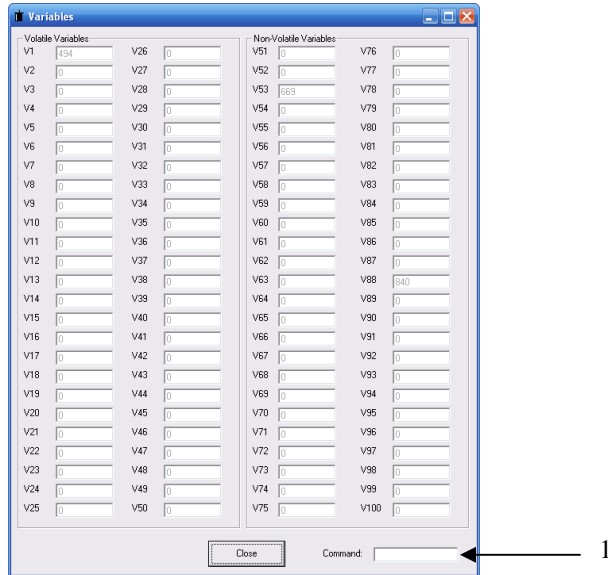 Variables
Volatile Variables Non-Volatile Variables
V1 494 V26 0 V51 0 V76 0
V2 0 V27 0 V52 0 V77 0
V3 0 V28 0 V53 669 V78 0
V4 0 V29 0 V54 0 V79 0
V5 0 V30 0 V55 0 V80 0
V6 0 V31 0 V56 0 V81 0
V7 0 V32 0 V57 0 V82 0
V8 0 V33 0 V58 0 V83 0
V9 0 V34 0 V59 0 V84 0
V10 0 V35 0 V60 0 V85 0
V11 0 V36 0 V61 0 V86 0
V12 0 V37 0 V62 0 V87 0
V13 0 V38 0 V63 0 V88 840
V14 0 V39 0 V64 0 V89 0
V15 0 V40 0 V65 0 V90 0
V16 0 V41 0 V66 0 V91 0
V17 0 V42 0 V67 0 V92 0
V18 0 V43 0 V68 0 V93 0
V19 0 V44 0 V69 0 V94 0
V20 0 V45 0 V70 0 V95 0
V21 0 V46 0 V71 0 V96 0
V22 0 V47 0 V72 0 V97 0
V23 0 V48 0 V73 0 V98 0
V24 0 V49 0 V74 0 V99 0
V25 0 V50 0 V75 0 V100 0
Close Command: 1